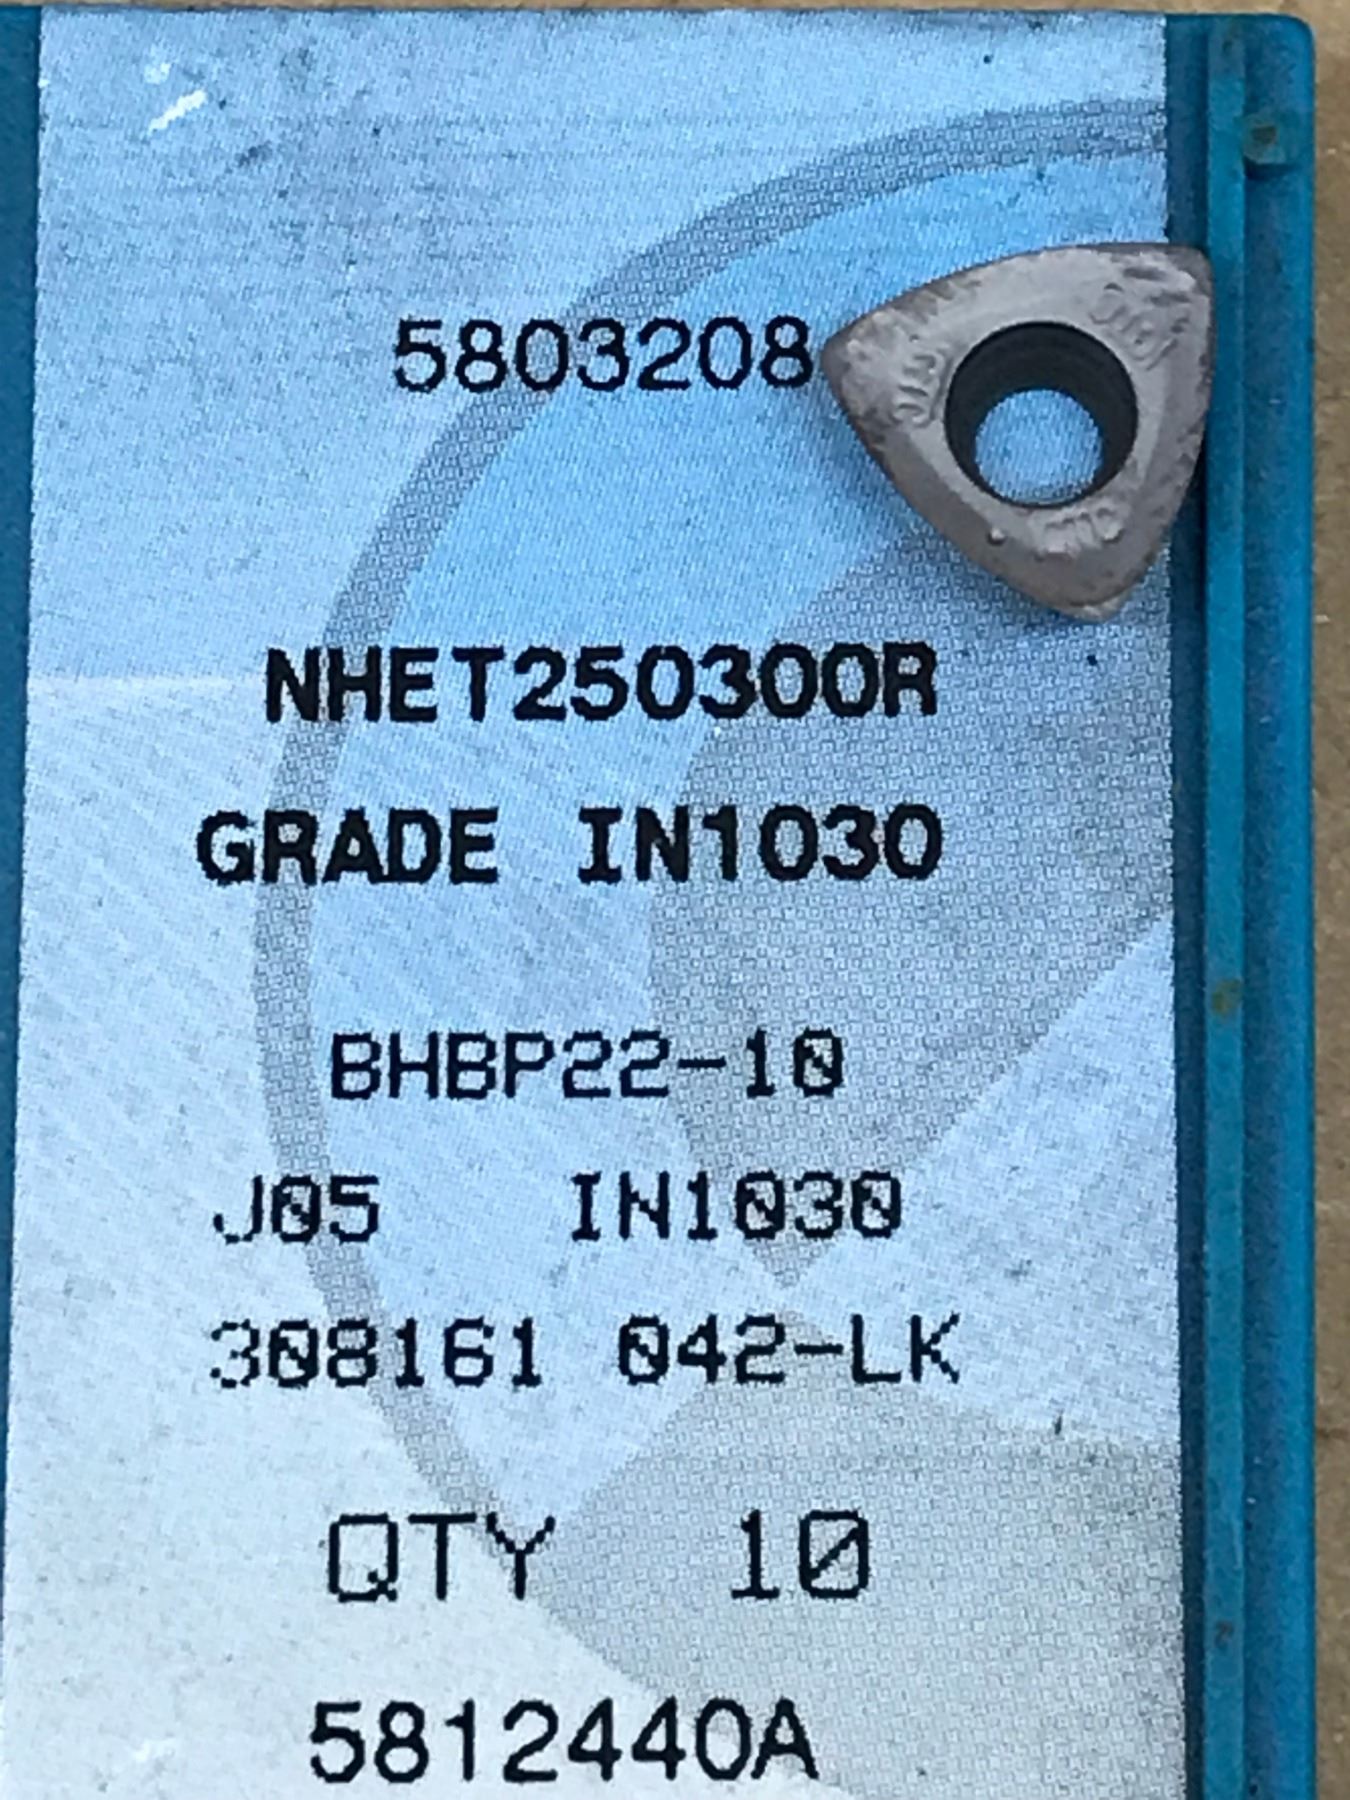 5803208
NHET250300R
GRADE IN1030
BHBP22-10
J05 IN1030
308161 042-LK
QTY 10
5812440A